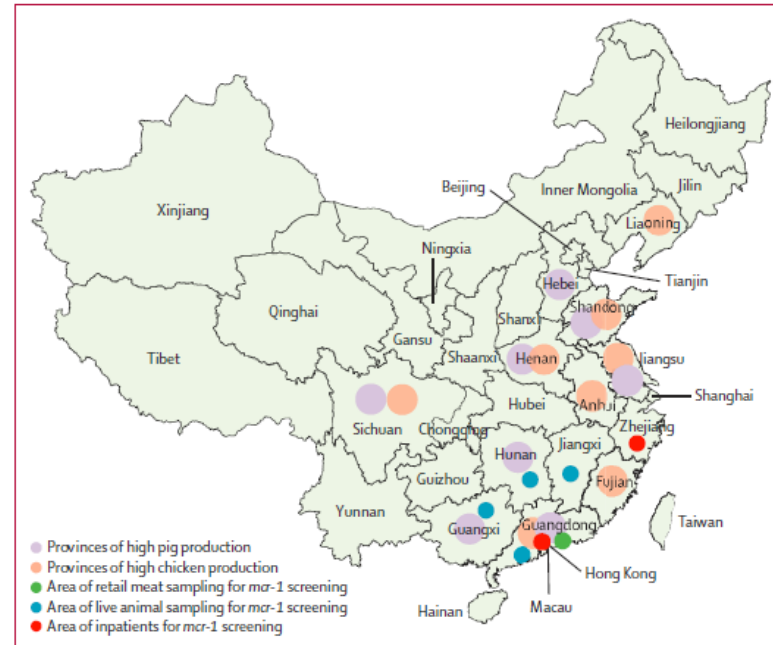 Heilongjiang
Jilin
Inner Mongolia
Beijing
Liaoning
Xinjiang
Ningxia
Tianjin
Hebei
Shandong
Qinghai
Shanxi
Gansu
Shaanxi
Henan
Jiangsu
Tibet
Shanghai
Anhui
Hubei
Sichuan
Chongqing
Zhejiang
Jiangxi
Hunan
Guizhou
Fujian
Yunnan
Guangxi
Guangdong
Taiwan
Hong Kong
Macau
Hainan
Provinces of high pig production
Provinces of high chicken production
Area of retail meat sampling for mcr-1 screening
Area of live animal sampling for mcr-1 screening
Area of inpatients for mcr-1 screening